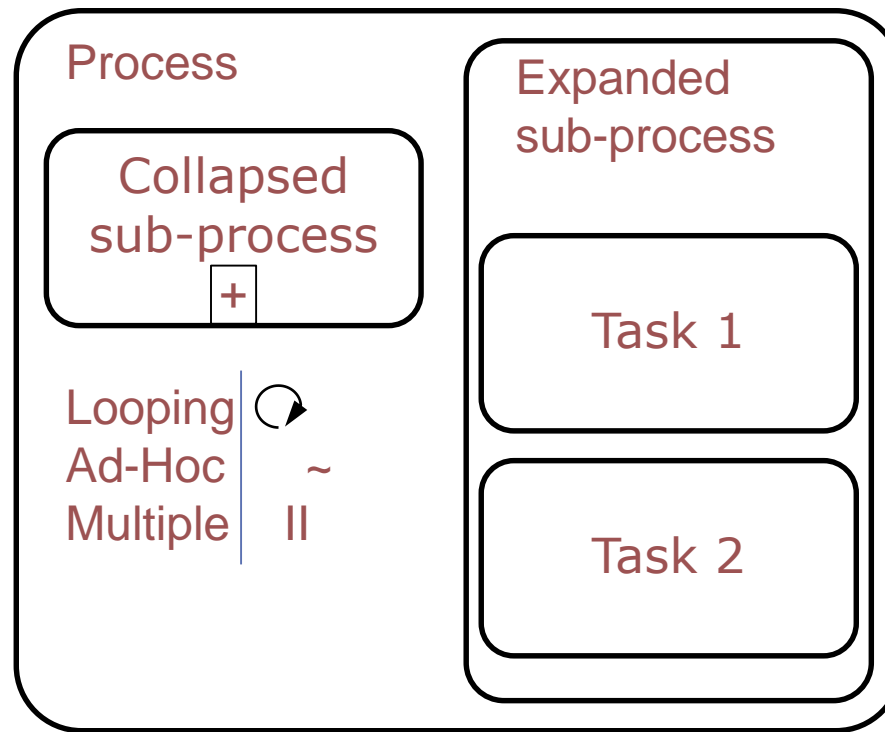 Process
Collapsed
sub-process
+
Looping
Ad-Hoc ~
Multiple II
Expanded
sub-process
Task 1
Task 2